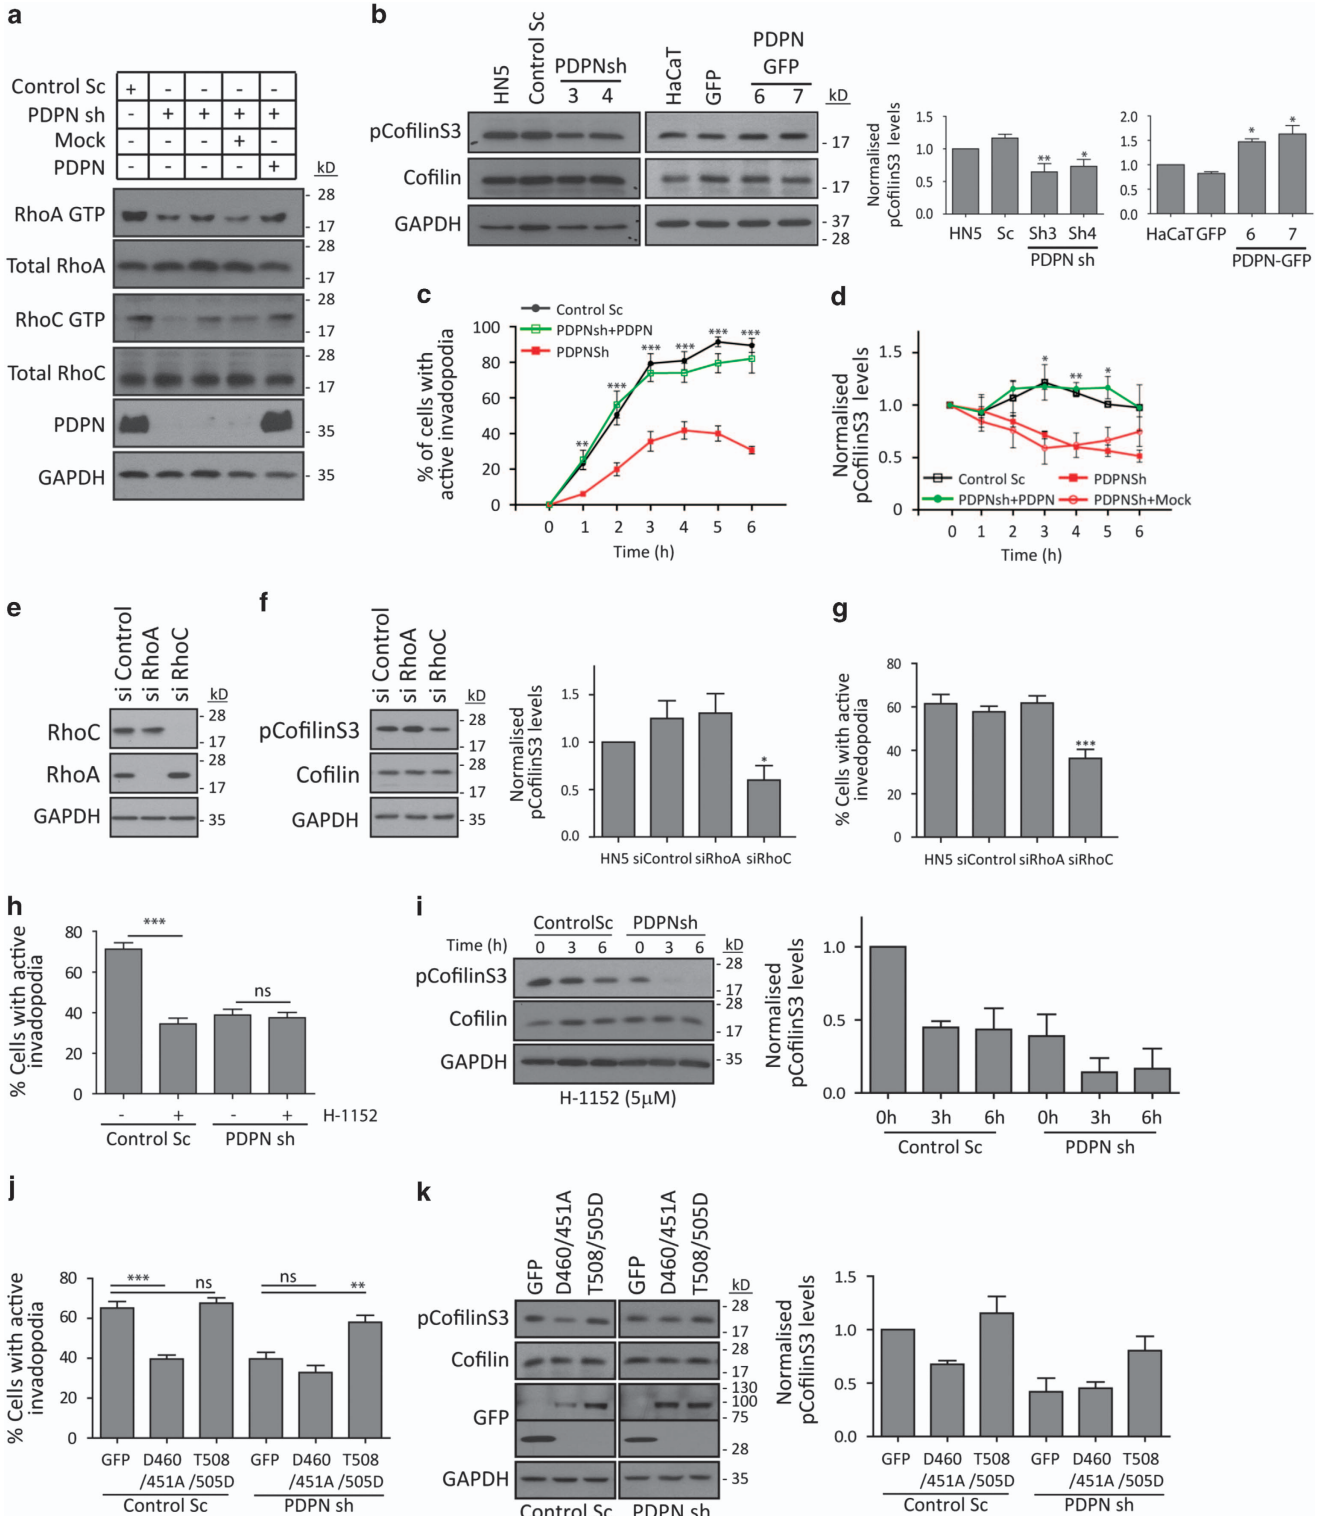 a
Control Sc + - - - -
PDPN sh - + + + +
Mock - - - + -
PDPN - - - - +
kD
RhoA GTP
- 28
- 17
Total RhoA
- 28
- 17
RhoC GTP
- 28
- 17
Total RhoC
- 28
- 17
PDPN
- 35
GAPDH
- 35
b
HN5
Control Sc
PDPNsh
3 4
HaCaT
GFP
PDPN
GFP
6 7
kD
pCofilinS3
- 17
Cofilin
- 17
GAPDH
- 37
- 28
Normalised
pCofilinS3 levels
1.5
1.0
0.5
0.0
** *
HN5 Sc Sh3 Sh4
PDPN sh
2.0
1.5
1.0
0.5
0.0
* *
HaCaT GFP 6 7
PDPN-GFP
c
Control Sc
PDPNsh+PDPN
PDPNSh
% of cells with
active invadopodia
100
80
60
40
20
0
** *** *** *** *** ***
0 1 2 3 4 5 6
Time (h)
d
Normalised
pCofilinS3 levels
1.5
1.0
0.5
0
* ** *
Control Sc
PDPNSh
PDPNsh+PDPN
PDPNSh+Mock
0 1 2 3 4 5 6
Time (h)
e
si Control
si RhoA
si RhoC
kD
RhoC
- 28
- 17
RhoA
- 28
- 17
GAPDH
- 35
f
si Control
si RhoA
si RhoC
kD
pCofilinS3
- 28
- 17
Cofilin
- 28
- 17
GAPDH
- 35
Normalised
pCofilinS3 levels
1.5
1.0
0.5
0.0
*
HN5 siControl siRhoA siRhoC
g
% Cells with active
invedopodia
80
60
40
20
0
***
HN5 siControl siRhoA siRhoC
h
% Cells with active
invadopodia
80
60
40
20
0
***
ns
- + - + H-1152
Control Sc PDPN sh
i
ControlSc PDPNsh
Time (h) 0 3 6 0 3 6 kD
pCofilinS3
- 28
- 17
Cofilin
- 28
- 17
GAPDH
- 35
H-1152 (5µM)
Normalised
pCofilinS3 levels
1.0
0.5
0.0
0h 3h 6h 0h 3h 6h
Control Sc PDPN sh
j
% Cells with active
invadopodia
80
60
40
20
0
*** ns ns **
GFP D460 T508 GFP D460 T508
/451A /505D /451A /505D
Control Sc PDPN sh
k
GFP
D460/451A
T508/505D
GFP
D460/451A
T508/505D
kD
pCofilinS3
- 28
- 17
Cofilin
- 28
- 17
GFP
- 130
- 100
- 75
- 28
GAPDH
- 35
Control Sc PDPN sh
Normalised
pCofilinS3 levels
1.5
1.0
0.5
0.0
GFP D460 T508 GFP D460 T508
/451A /505D /451A /505D
Control Sc PDPN sh